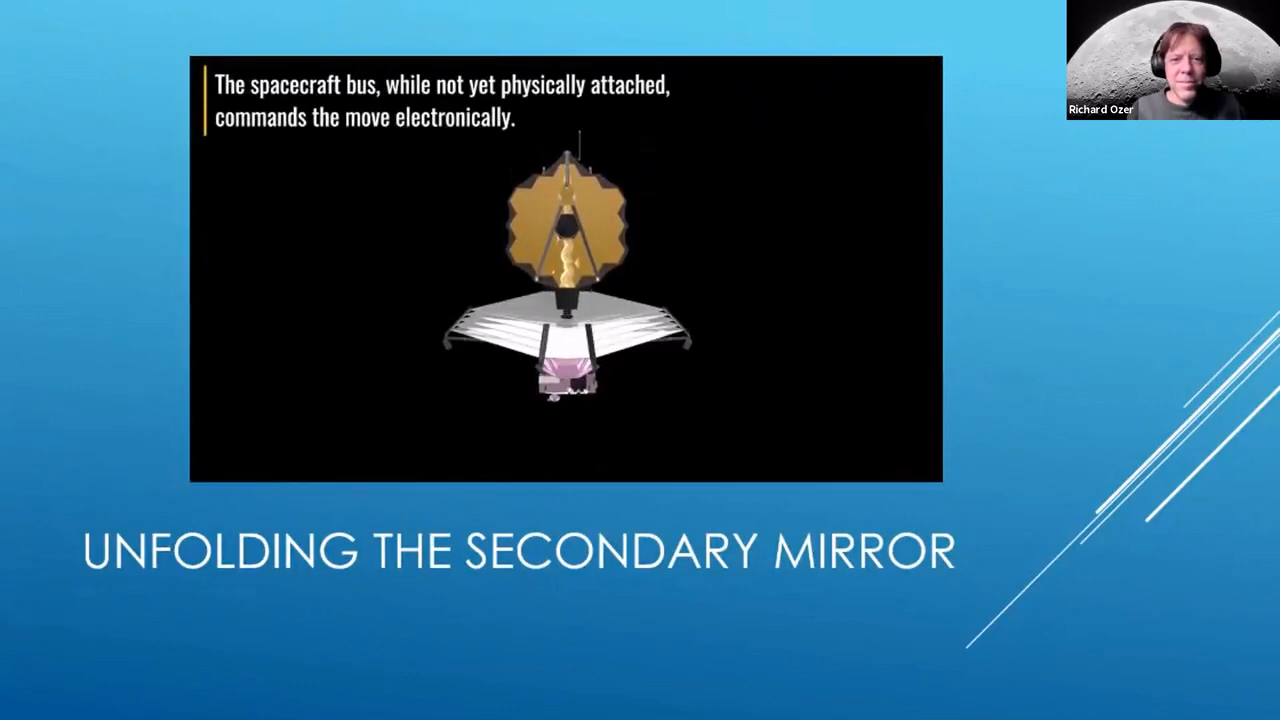 The spacecraft bus, while not yet physically attached,
commands the move electronically.
Richard Ozer
UNFOLDING THE SECONDARY MIRROR